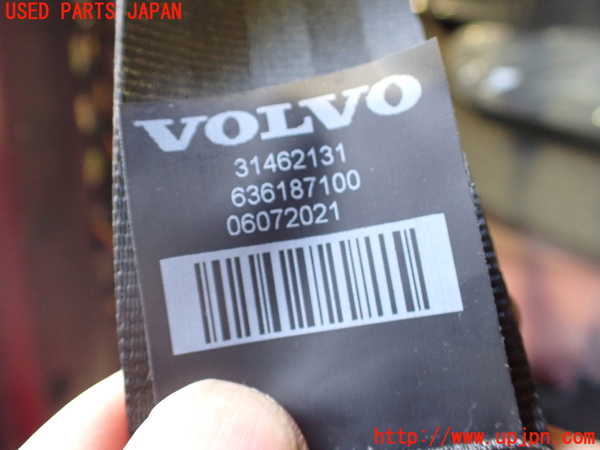 USED PARTS JAPAN
VOLVO
31462131
636187100
06072021
http://www.upjpn.com/